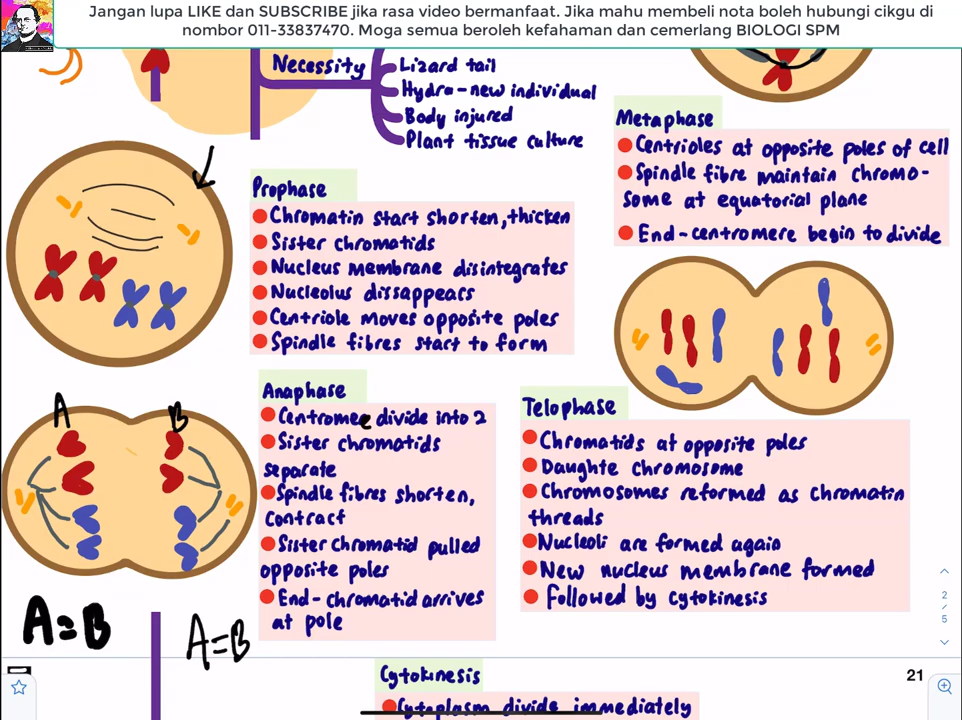 Jangan lupa LIKE dan SUBSCRIBE jika rasa video bermanfaat. Jika mahu membeli nota boleh hubungi cikgu di
nombor 011-33837470. Moga semua beroleh kefahaman dan cemerlang BIOLOGI SPM
Necessity
Lizard tail
Hydra-new individual
Body injured
Plant tissue culture
Metaphase
Centrioles at opposite poles of cell
Spindle fibre maintain chromo-
some at equatorial plane
End-centromere begin to divide
Prophase
Chromatin start shorten, thicken
Sister chromatids
Nucleus membrane disintegrates
Nucleolus dissappears
Centriole moves opposite poles
Spindle fibres start to form
A
B
Anaphase
Centromee divide into 2
Sister chromatids
separate
Spindle fibres shorten,
contract
Sister chromatid pulled
opposite poles
End-chromatid arrives
at pole
Telophase
Chromatids at opposite poles
Daughte chromosome
Chromosomes reformed as chromatin
threads
Nucleoli are formed again
New nucleus membrane formed
Followed by cytokinesis
A=B
A=B
2
/
5
21
Cytokinesis
Cytoplasm divide immediately